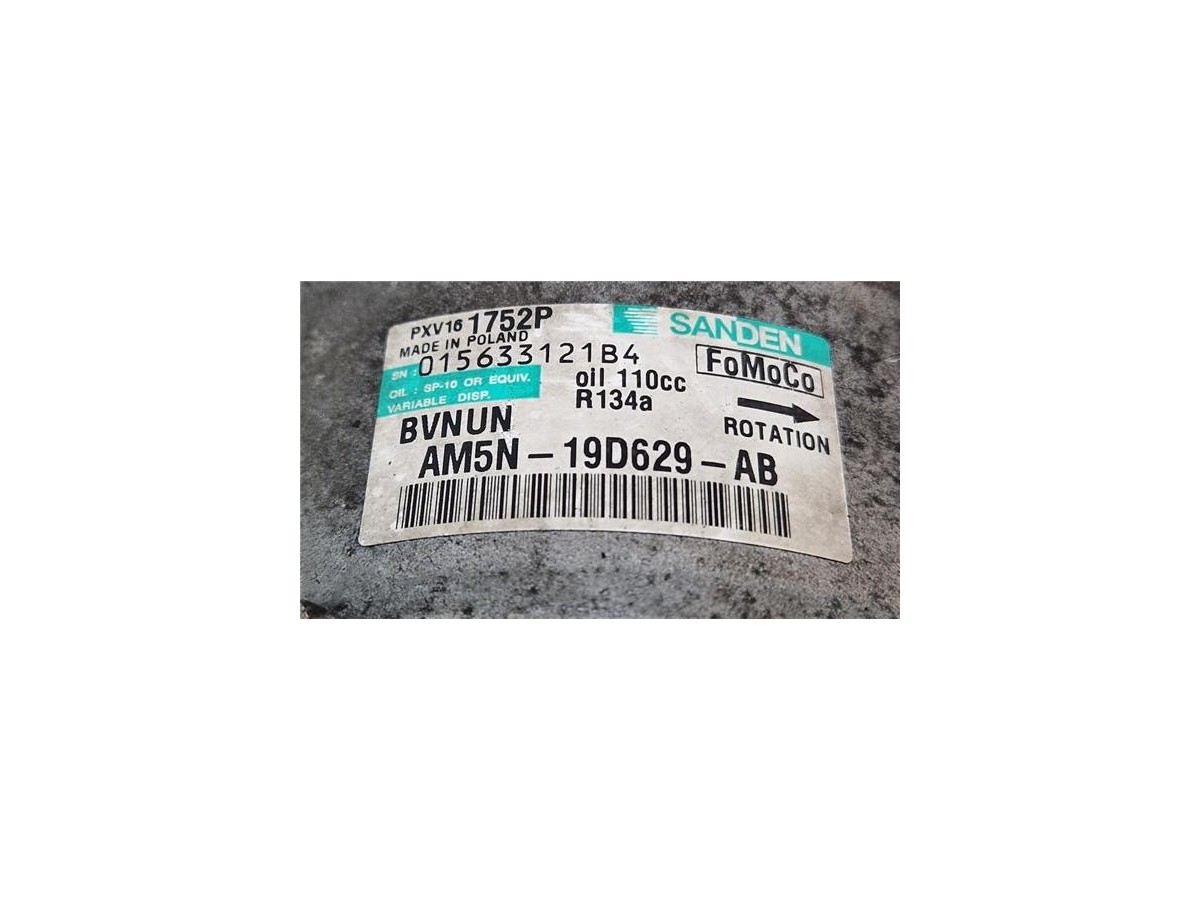 PXV16 1752P
SANDEN
MADE IN POLAND
SN : 015633121B4
FoMoCo
OIL : SP-10 OR EQUIV.
VARIABLE DISP.
oil 110cc
R134a
ROTATION
BVNUN
AM5N-19D629-AB